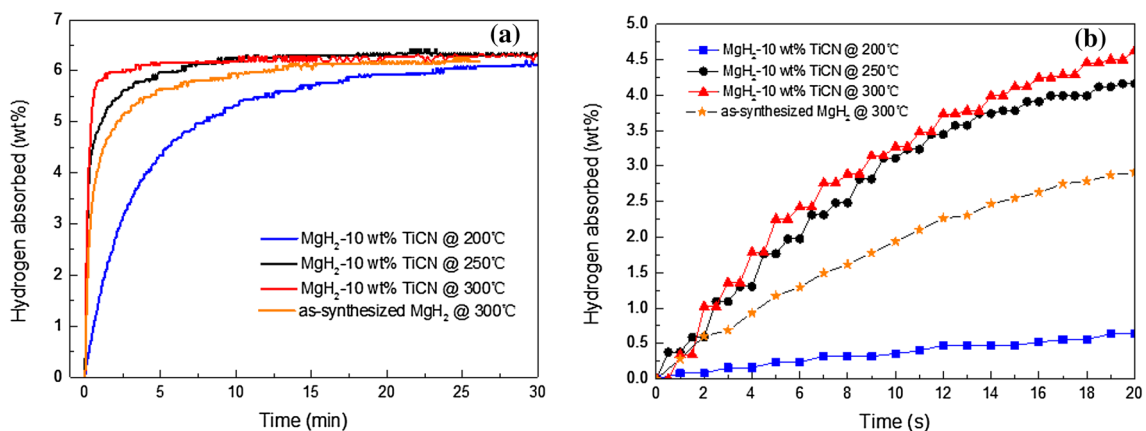 (a)
7
6
5
4
3
2
1
0
Hydrogen absorbed (wt%)
MgH₂-10 wt% TiCN @ 200℃
MgH₂-10 wt% TiCN @ 250℃
MgH₂-10 wt% TiCN @ 300℃
as-synthesized MgH₂ @ 300℃
0 5 10 15 20 25 30
Time (min)
(b)
5.0
4.5
4.0
3.5
3.0
2.5
2.0
1.5
1.0
0.5
0.0
Hydrogen absorbed (wt%)
MgH₂-10 wt% TiCN @ 200℃
MgH₂-10 wt% TiCN @ 250℃
MgH₂-10 wt% TiCN @ 300℃
as-synthesized MgH₂ @ 300℃
0 2 4 6 8 10 12 14 16 18 20
Time (s)